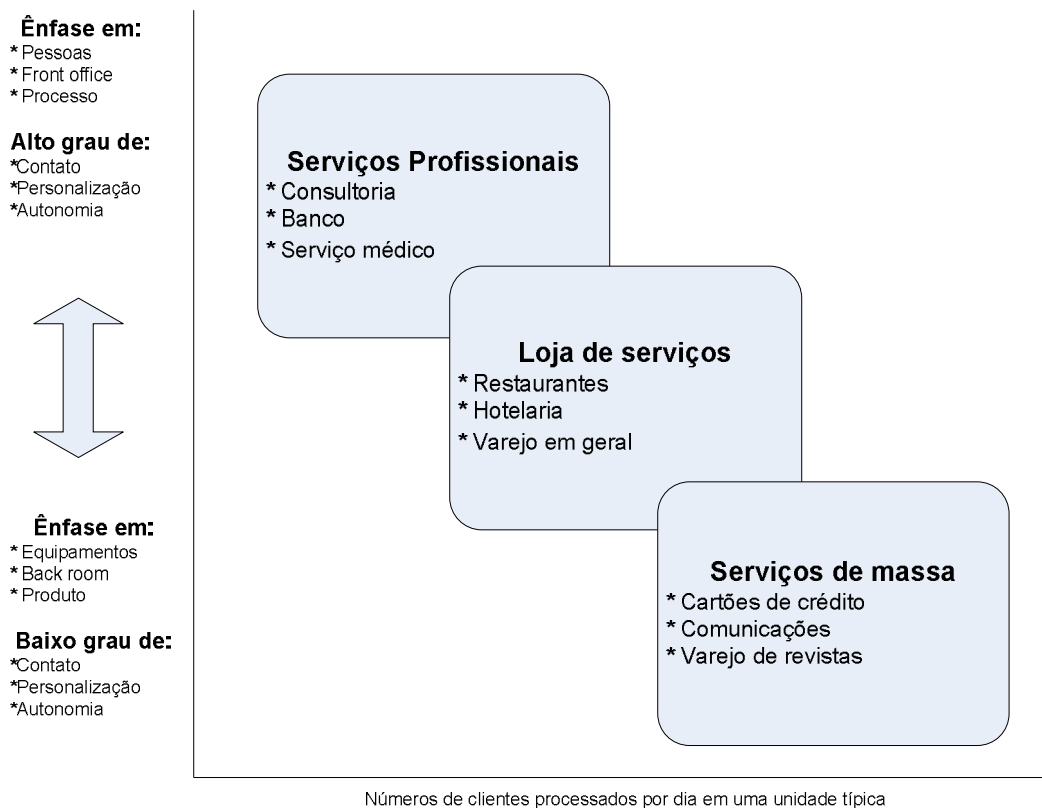 Ênfase em:
* Pessoas
* Front office
* Processo
Alto grau de:
*Contato
*Personalização
*Autonomia
Ênfase em:
* Equipamentos
* Back room
* Produto
Baixo grau de:
*Contato
*Personalização
*Autonomia
Serviços Profissionais
* Consultoria
* Banco
* Serviço médico
Loja de serviços
* Restaurantes
* Hotelaria
* Varejo em geral
Serviços de massa
* Cartões de crédito
* Comunicações
* Varejo de revistas
Números de clientes processados por dia em uma unidade típica